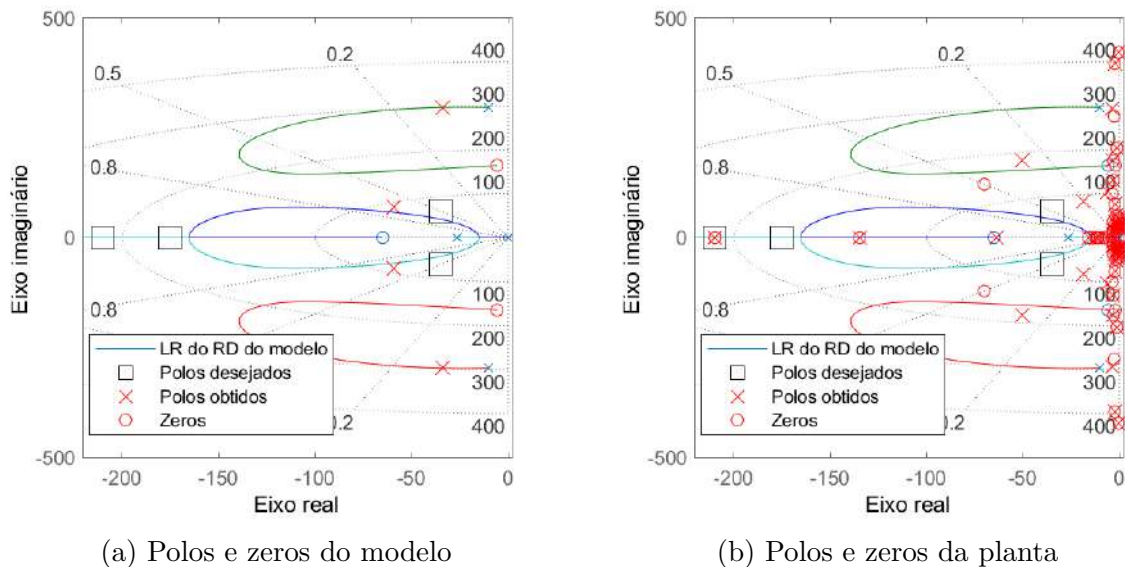 500
0
-500
Eixo imaginário
0.2
0.5
0.8
0.8
0.2
400
300
200
100
100
200
300
400
LR do RD do modelo
Polos desejados
Polos obtidos
Zeros
-200 -150 -100 -50 0
Eixo real
(a) Polos e zeros do modelo
500
0
-500
Eixo imaginário
0.2
0.5
0.8
0.8
0.2
400
300
200
100
100
200
300
400
LR do RD do modelo
Polos desejados
Polos obtidos
Zeros
-200 -150 -100 -50 0
Eixo real
(b) Polos e zeros da planta